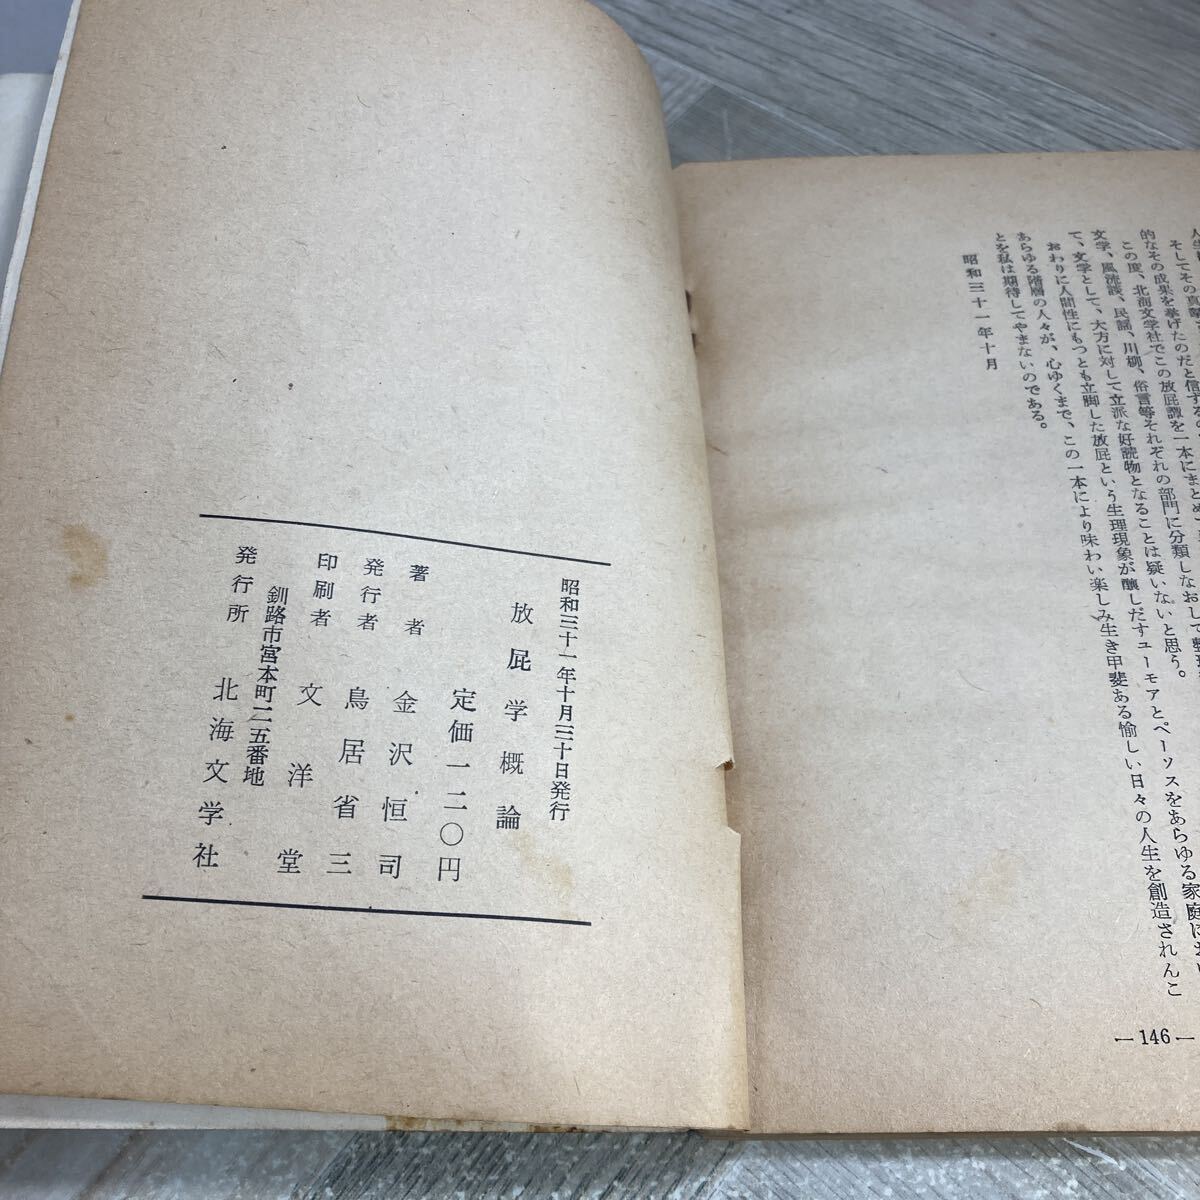 そしてその真摯
的なその成果を挙げたのだと信ずるの
この度、北海文学社でこの放屁譚を一本にまとめ、
文学、風流談、民謡、川柳、俗言等それぞれの部門に分類しなおして整理
て、文学として、大方に対して立派な好読物となることは疑いないと思う。
おわりに人間性にもつとも立脚した放屁という生理現象が醸しだすユーモアとペーソスをあらゆる家庭にお
あらゆる階層の人々が、心ゆくまで、この一本により味わい楽しみ生き甲斐ある愉しい日々の人生を創造されんこ
とを私は期待してやまないのである。
昭和三十一年十月
— 146 —
昭和三十一年十月三十日発行
放屁学概論
定価一二〇円
著者 金沢恒司
発行者 鳥居省三
印刷者 文洋堂
釧路市宮本町二五番地
発行所 北海文学社